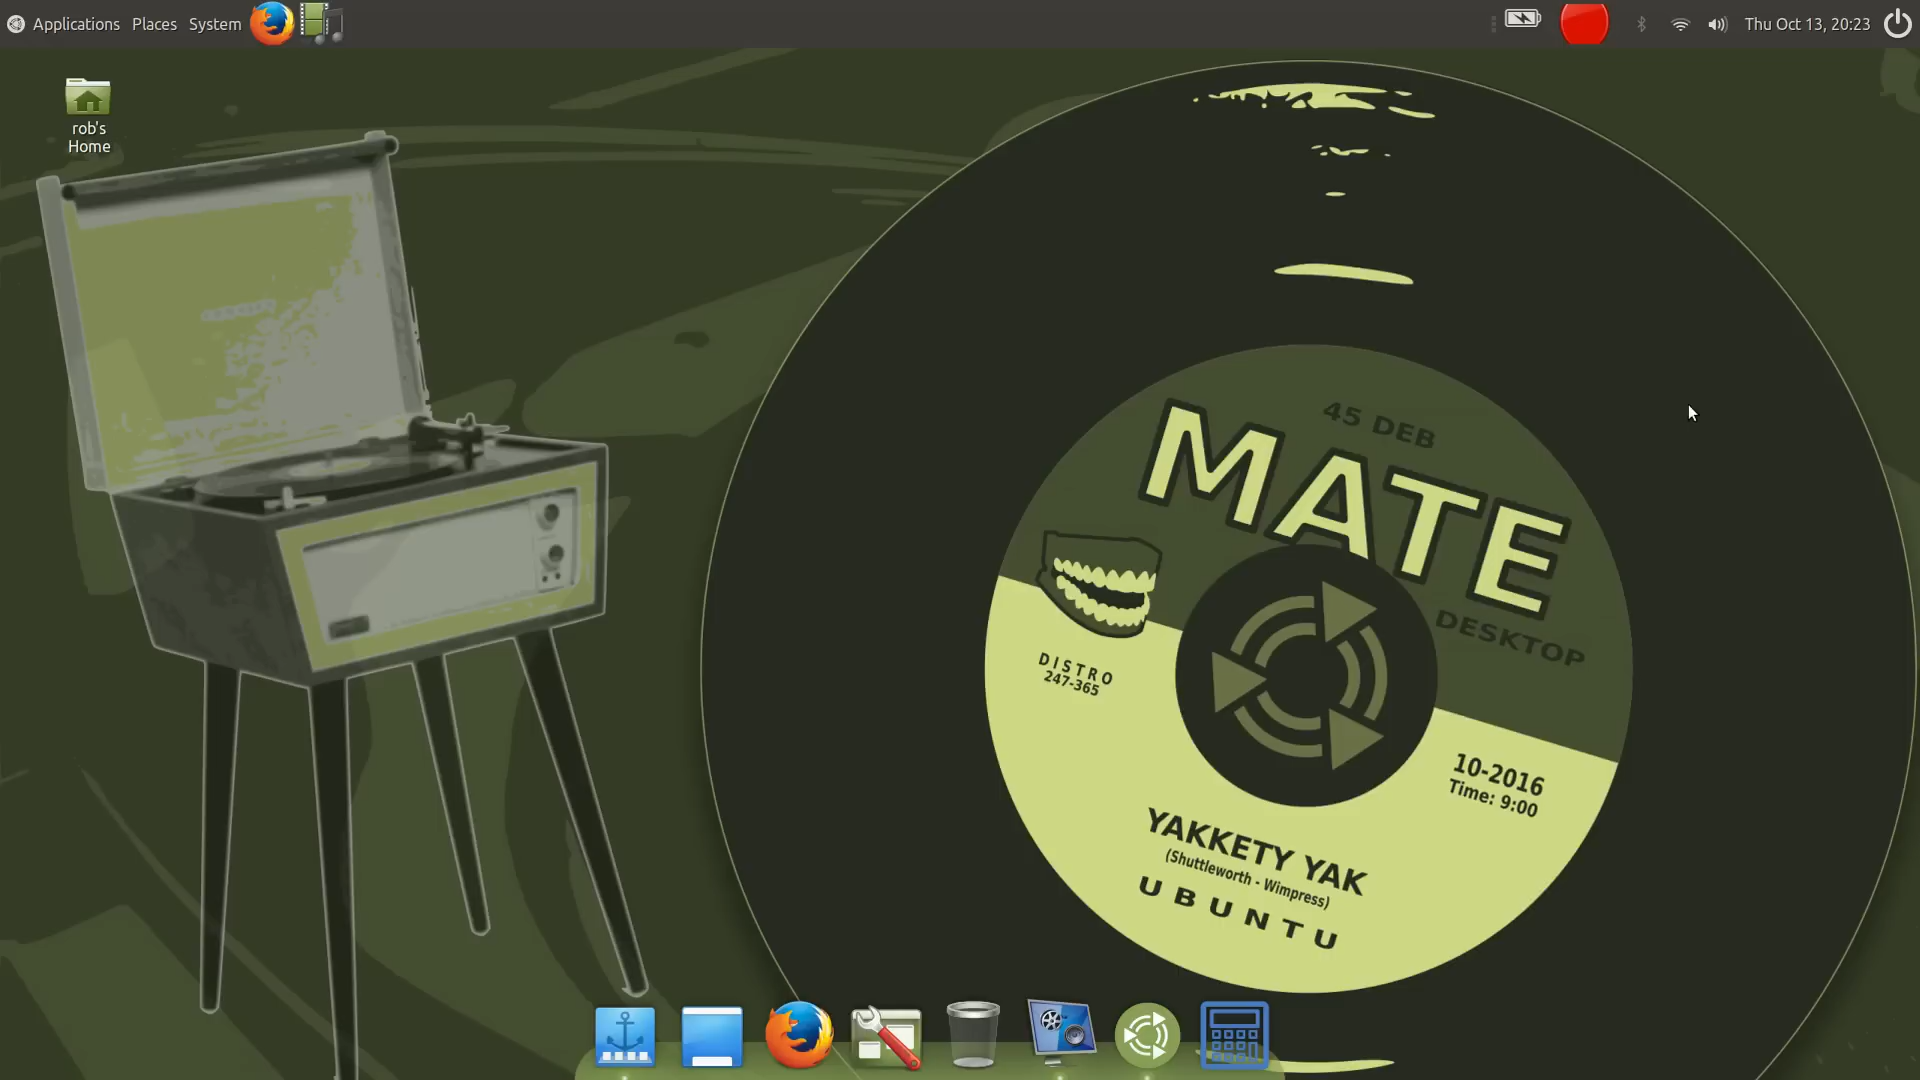 Applications Places System
Thu Oct 13, 20:23
rob's
Home
45 DEB
MATE
DESKTOP
DISTRO
247-365
10-2016
Time: 9:00
YAKKETY YAK
(Shuttleworth - Wimpress)
UBUNTU